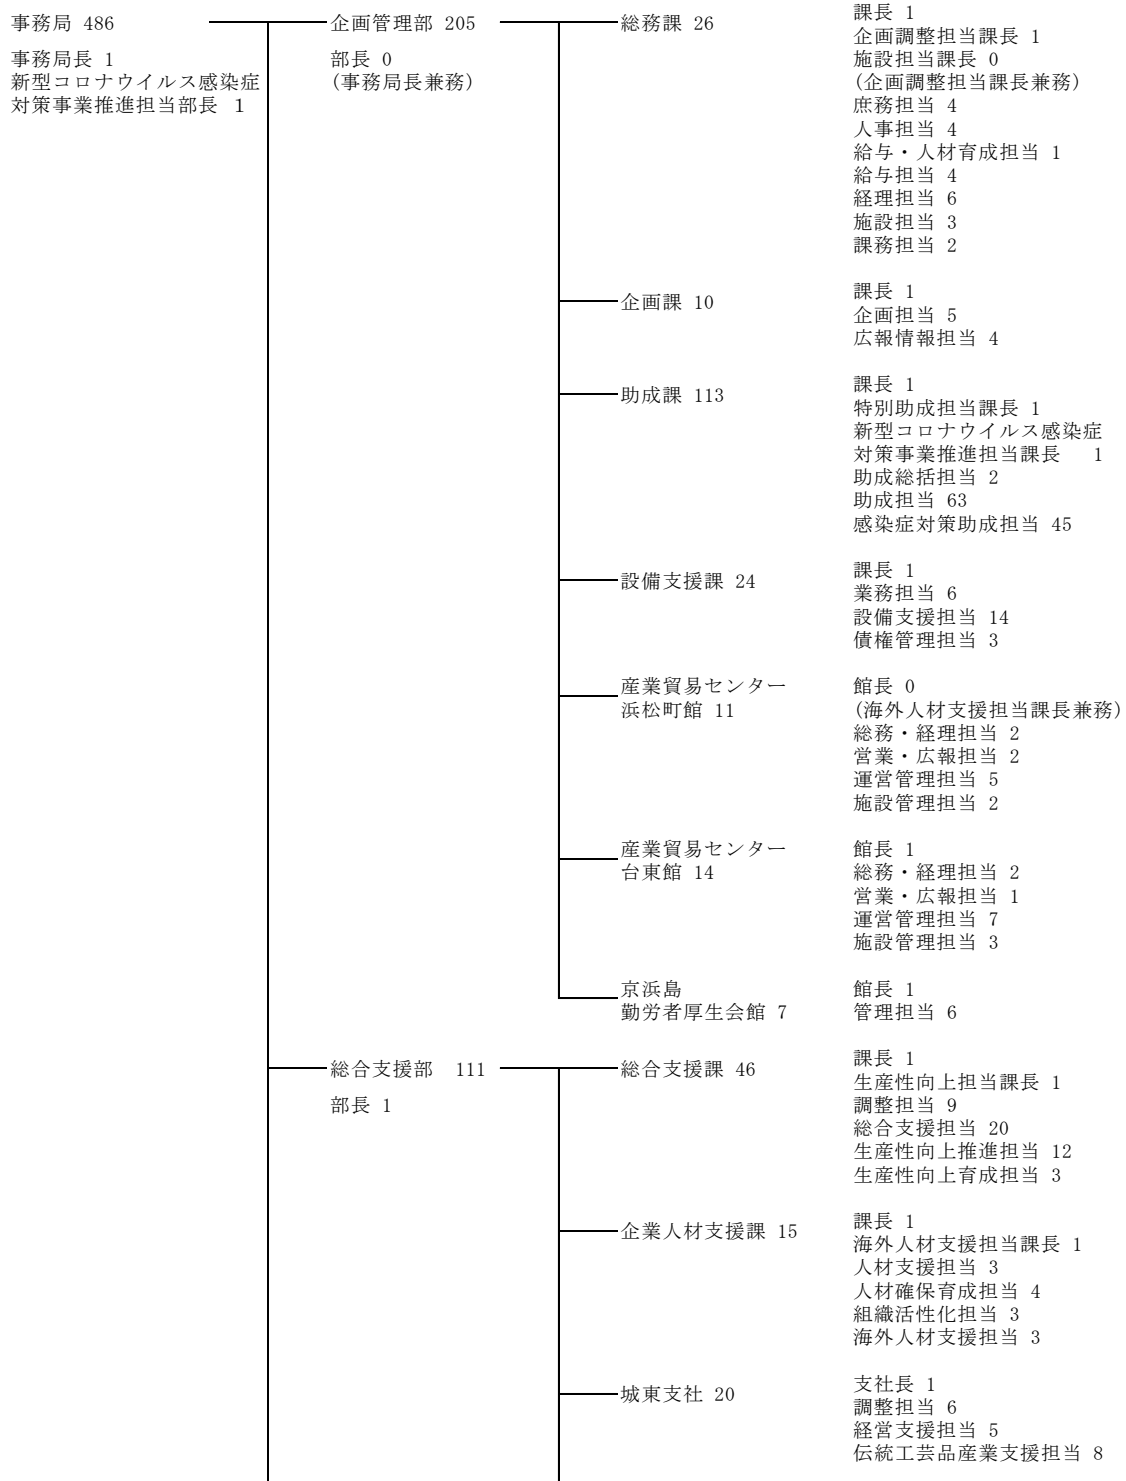 事務局 486
事務局長 1
新型コロナウイルス感染症
対策事業推進担当部長 1
企画管理部 205
部長 0
(事務局長兼務)
総務課 26
課長 1
企画調整担当課長 1
施設担当課長 0
(企画調整担当課長兼務)
庶務担当 4
人事担当 4
給与・人材育成担当 1
給与担当 4
経理担当 6
施設担当 3
課務担当 2
企画課 10
課長 1
企画担当 5
広報情報担当 4
助成課 113
課長 1
特別助成担当課長 1
新型コロナウイルス感染症
対策事業推進担当課長 1
助成総括担当 2
助成担当 63
感染症対策助成担当 45
設備支援課 24
課長 1
業務担当 6
設備支援担当 14
債権管理担当 3
産業貿易センター
浜松町館 11
館長 0
(海外人材支援担当課長兼務)
総務・経理担当 2
営業・広報担当 2
運営管理担当 5
施設管理担当 2
産業貿易センター
台東館 14
館長 1
総務・経理担当 2
営業・広報担当 1
運営管理担当 7
施設管理担当 3
京浜島
勤労者厚生会館 7
館長 1
管理担当 6
総合支援部 111
部長 1
総合支援課 46
課長 1
生産性向上担当課長 1
調整担当 9
総合支援担当 20
生産性向上推進担当 12
生産性向上育成担当 3
企業人材支援課 15
課長 1
海外人材支援担当課長 1
人材支援担当 3
人材確保育成担当 4
組織活性化担当 3
海外人材支援担当 3
城東支社 20
支社長 1
調整担当 6
経営支援担当 5
伝統工芸品産業支援担当 8